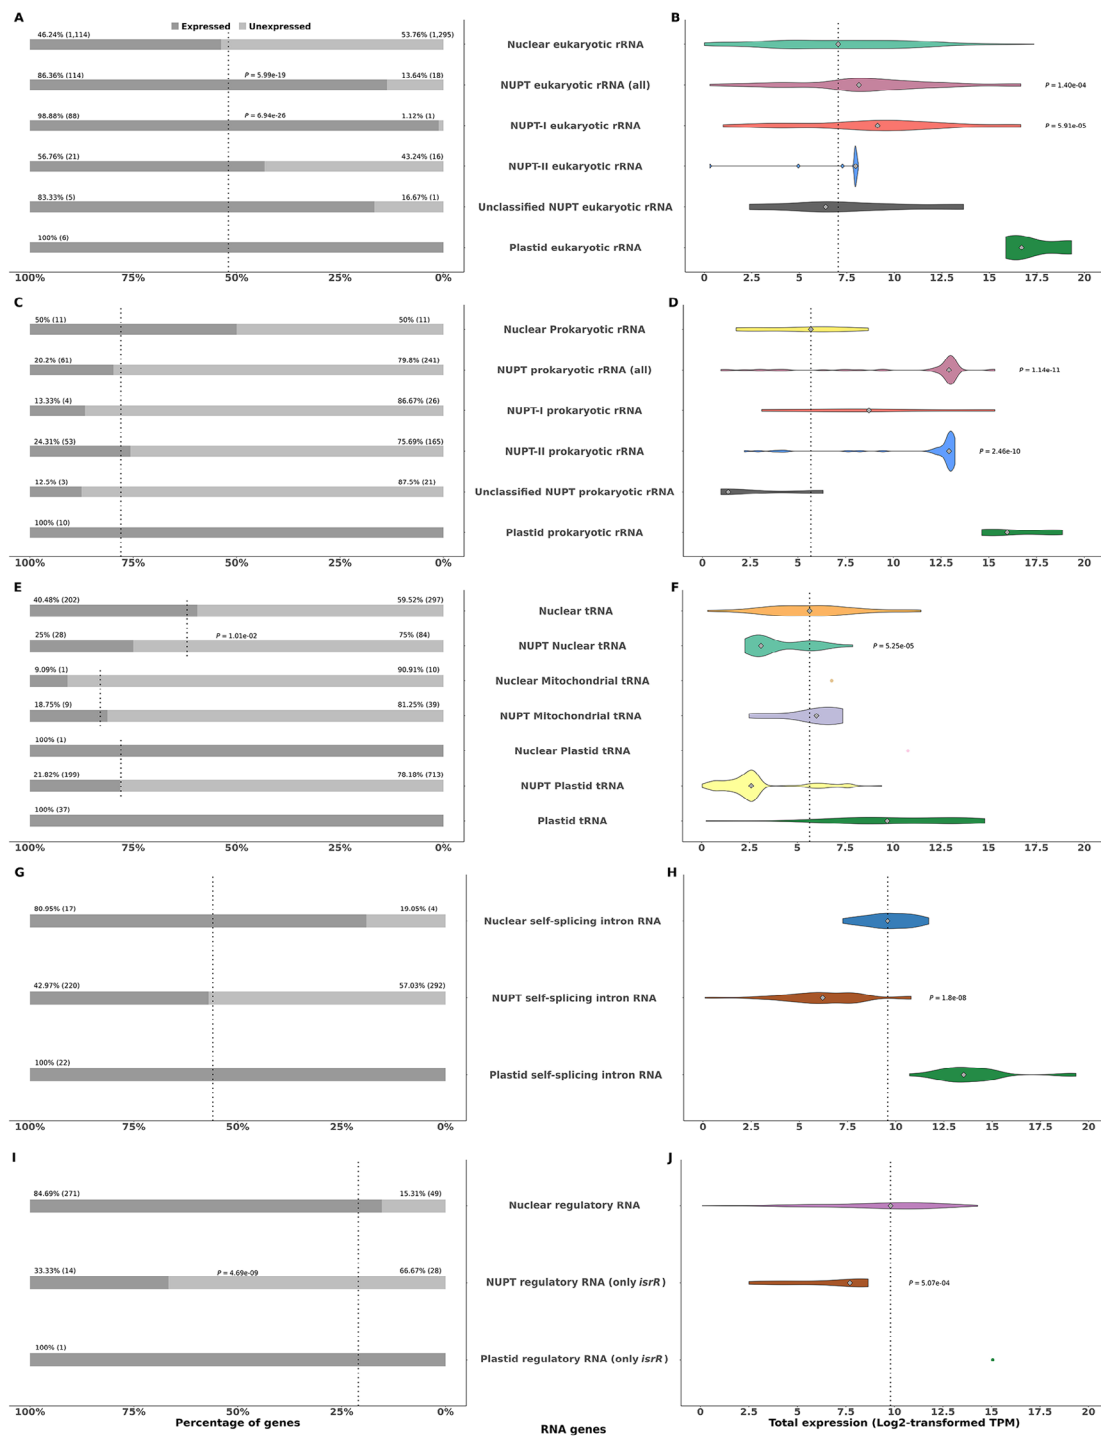 A
B
Expressed Unexpressed
46.24% (1,114)
53.76% (1,295)
Nuclear eukaryotic rRNA
86.36% (114)
P = 5.99e-19
13.64% (18)
NUPT eukaryotic rRNA (all)
P = 1.40e-04
98.88% (88)
P = 6.94e-26
1.12% (1)
NUPT-I eukaryotic rRNA
P = 5.91e-05
56.76% (21)
43.24% (16)
NUPT-II eukaryotic rRNA
83.33% (5)
16.67% (1)
Unclassified NUPT eukaryotic rRNA
100% (6)
Plastid eukaryotic rRNA
100% 75% 50% 25% 0%
0 2.5 5 7.5 10 12.5 15 17.5 20
C
D
50% (11)
50% (11)
Nuclear Prokaryotic rRNA
20.2% (61)
79.8% (241)
NUPT prokaryotic rRNA (all)
P = 1.14e-11
13.33% (4)
86.67% (26)
NUPT-I prokaryotic rRNA
24.31% (53)
75.69% (165)
NUPT-II prokaryotic rRNA
P = 2.46e-10
12.5% (3)
87.5% (21)
Unclassified NUPT prokaryotic rRNA
100% (10)
Plastid prokaryotic rRNA
100% 75% 50% 25% 0%
0 2.5 5 7.5 10 12.5 15 17.5 20
E
F
40.48% (202)
59.52% (297)
Nuclear tRNA
25% (28)
P = 1.01e-02
75% (84)
NUPT Nuclear tRNA
P = 5.25e-05
9.09% (1)
90.91% (10)
Nuclear Mitochondrial tRNA
18.75% (9)
81.25% (39)
NUPT Mitochondrial tRNA
100% (1)
Nuclear Plastid tRNA
21.82% (199)
78.18% (713)
NUPT Plastid tRNA
100% (37)
Plastid tRNA
100% 75% 50% 25% 0%
0 2.5 5 7.5 10 12.5 15 17.5 20
G
H
80.95% (17)
19.05% (4)
Nuclear self-splicing intron RNA
42.97% (220)
57.03% (292)
NUPT self-splicing intron RNA
P = 1.8e-08
100% (22)
Plastid self-splicing intron RNA
100% 75% 50% 25% 0%
0 2.5 5 7.5 10 12.5 15 17.5 20
I
J
84.69% (271)
15.31% (49)
Nuclear regulatory RNA
33.33% (14)
P = 4.69e-09
66.67% (28)
NUPT regulatory RNA (only isrR)
P = 5.07e-04
100% (1)
Plastid regulatory RNA (only isrR)
100% 75% 50% 25% 0%
0 2.5 5 7.5 10 12.5 15 17.5 20
Percentage of genes
RNA genes
Total expression (Log2-transformed TPM)